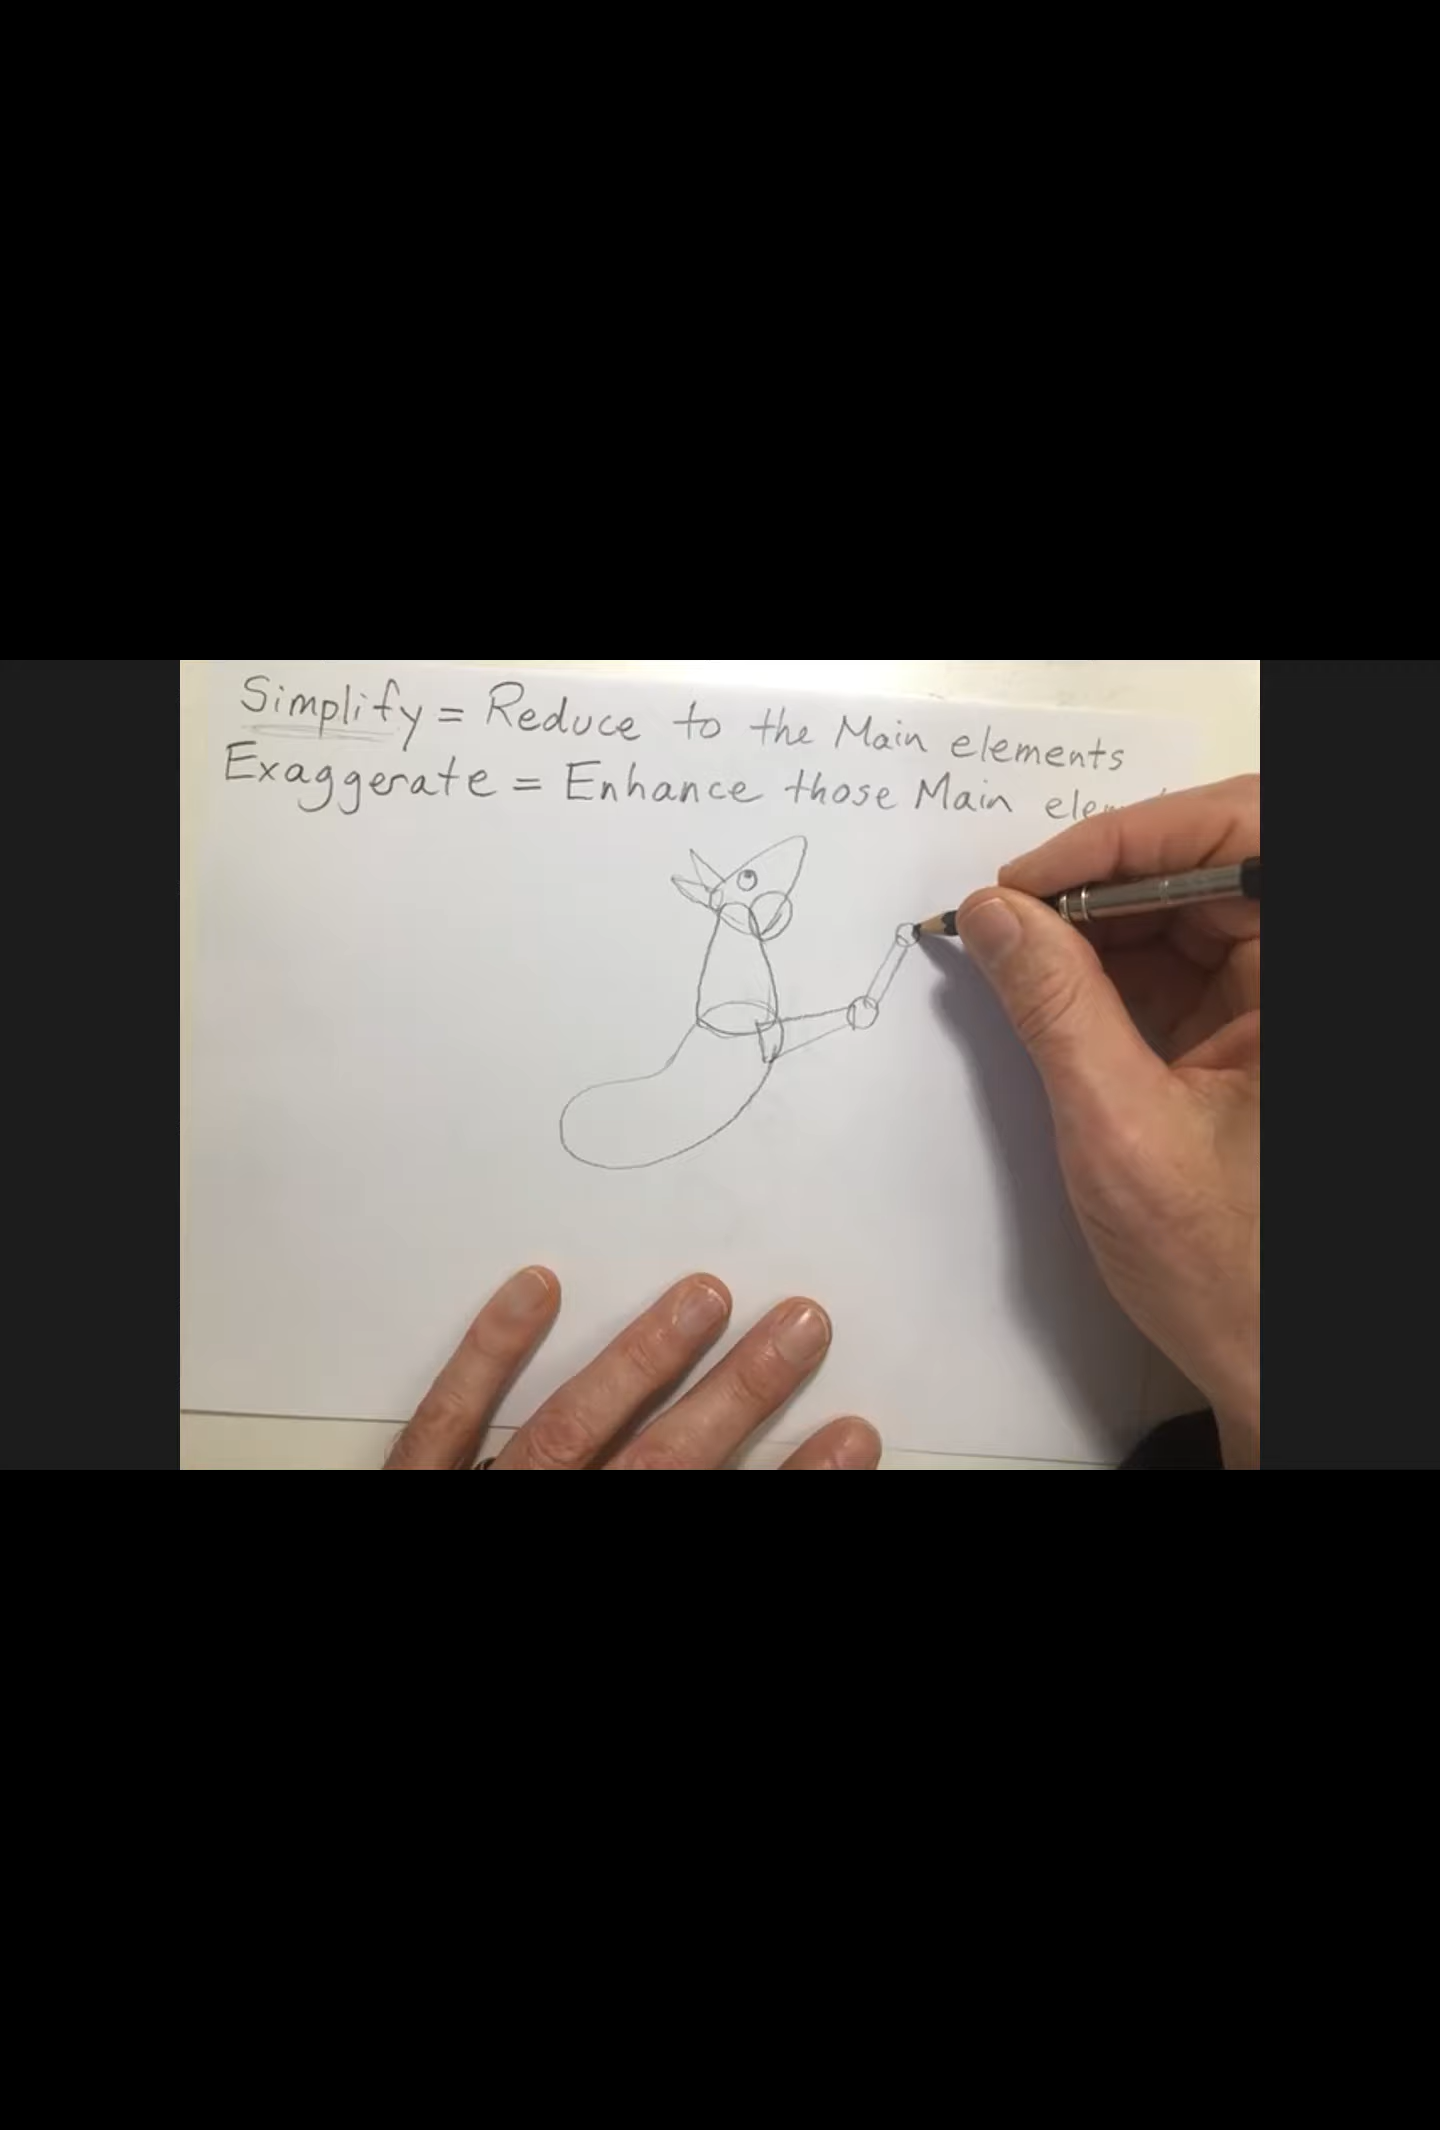 Simplify = Reduce to the Main elements
Exaggerate = Enhance those Main